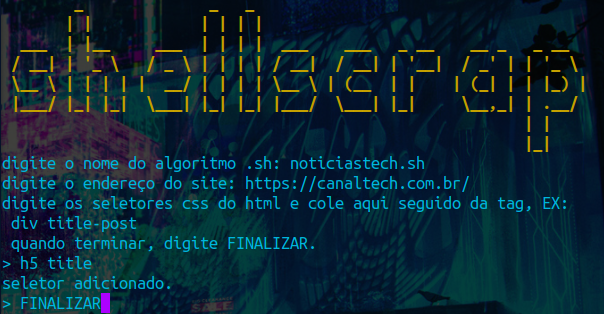 shellscrap
digite o nome do algoritmo .sh: noticiastech.sh
digite o endereço do site: https://canaltech.com.br/
digite os seletores css do html e cole aqui seguido da tag, EX:
div title-post
quando terminar, digite FINALIZAR.
> h5 title
seletor adicionado.
> FINALIZAR